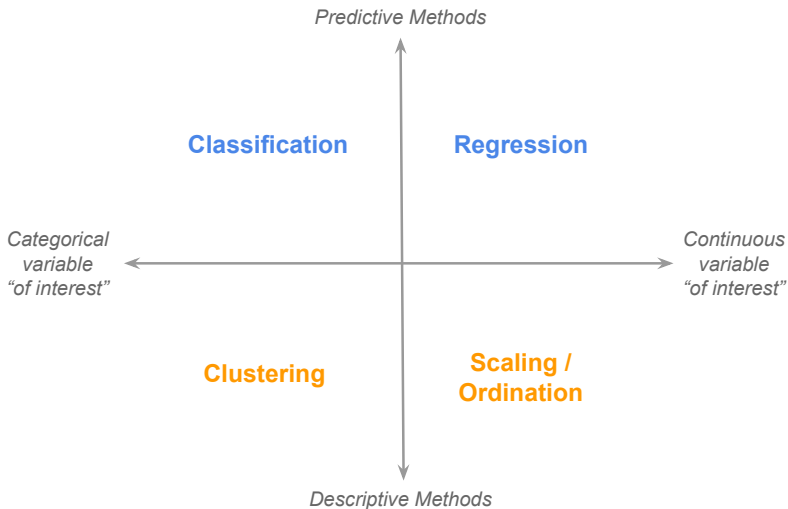 Predictive Methods
Classification
Regression
Categorical
variable
“of interest”
Continuous
variable
“of interest”
Clustering
Scaling /
Ordination
Descriptive Methods